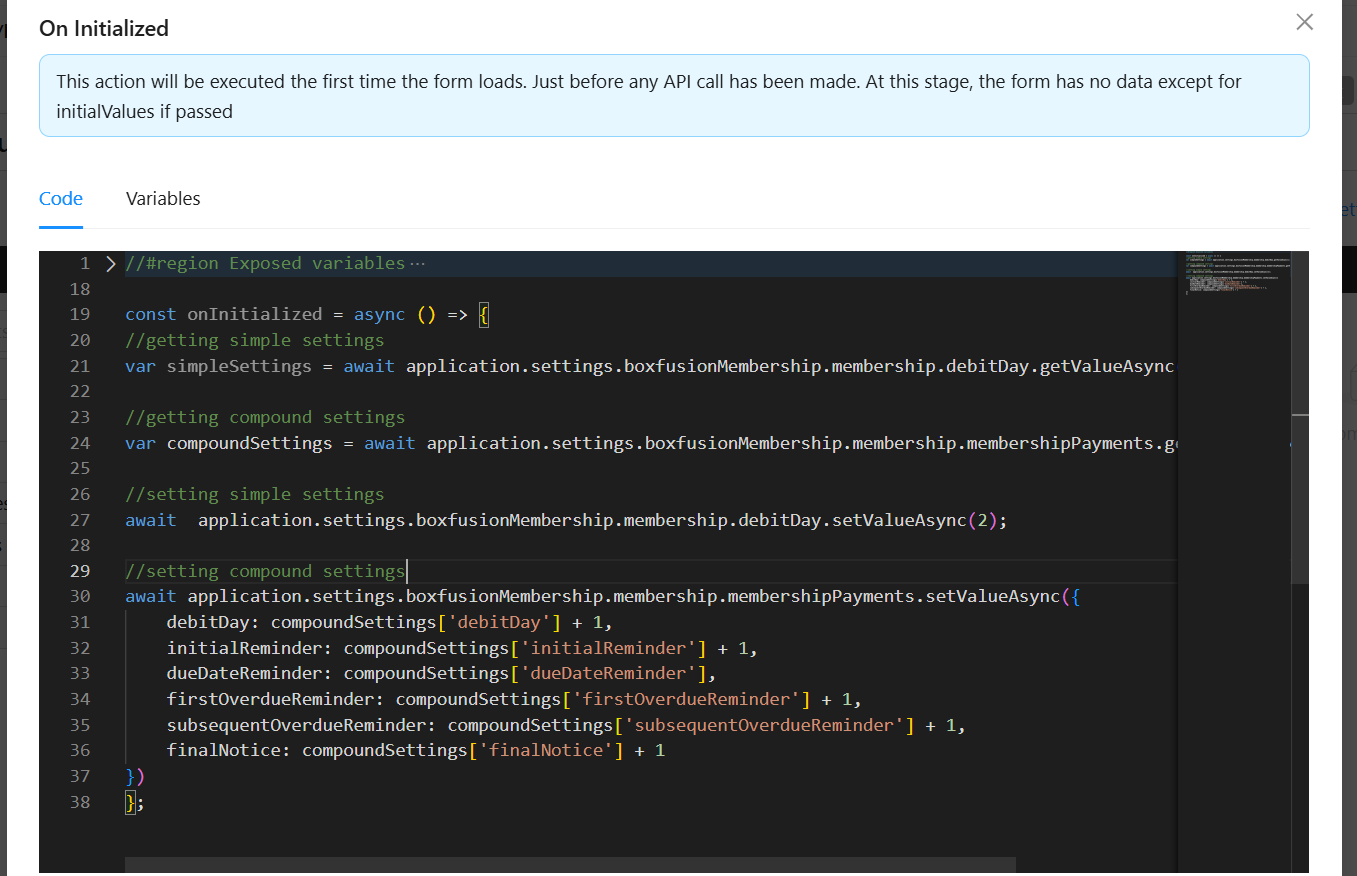 On Initialized
This action will be executed the first time the form loads. Just before any API call has been made. At this stage, the form has no data except for
initialValues if passed
Code Variables
1 //#region Exposed variables ···
18
19 const onInitialized = async () => {
20 //getting simple settings
21 var simpleSettings = await application.settings.boxfusionMembership.membership.debitDay.getValueAsync
22
23 //getting compound settings
24 var compoundSettings = await application.settings.boxfusionMembership.membership.membershipPayments.g
25
26 //setting simple settings
27 await  application.settings.boxfusionMembership.membership.debitDay.setValueAsync(2);
28
29 //setting compound settings
30 await application.settings.boxfusionMembership.membership.membershipPayments.setValueAsync({
31     debitDay: compoundSettings['debitDay'] + 1,
32     initialReminder: compoundSettings['initialReminder'] + 1,
33     dueDateReminder: compoundSettings['dueDateReminder'],
34     firstOverdueReminder: compoundSettings['firstOverdueReminder'] + 1,
35     subsequentOverdueReminder: compoundSettings['subsequentOverdueReminder'] + 1,
36     finalNotice: compoundSettings['finalNotice'] + 1
37 })
38 };